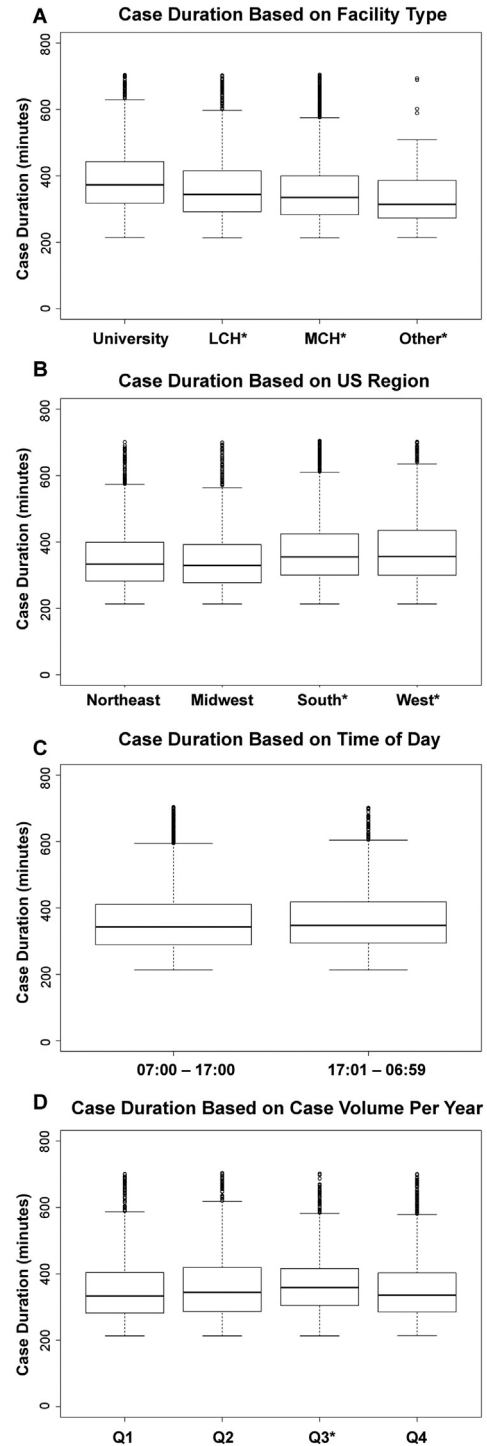 A
Case Duration Based on Facility Type
Case Duration (minutes)
800
600
400
200
0
University LCH* MCH* Other*
B
Case Duration Based on US Region
Case Duration (minutes)
800
600
400
200
0
Northeast Midwest South* West*
C
Case Duration Based on Time of Day
Case Duration (minutes)
800
600
400
200
0
07:00 – 17:00 17:01 – 06:59
D
Case Duration Based on Case Volume Per Year
Case Duration (minutes)
800
600
400
200
0
Q1 Q2 Q3* Q4